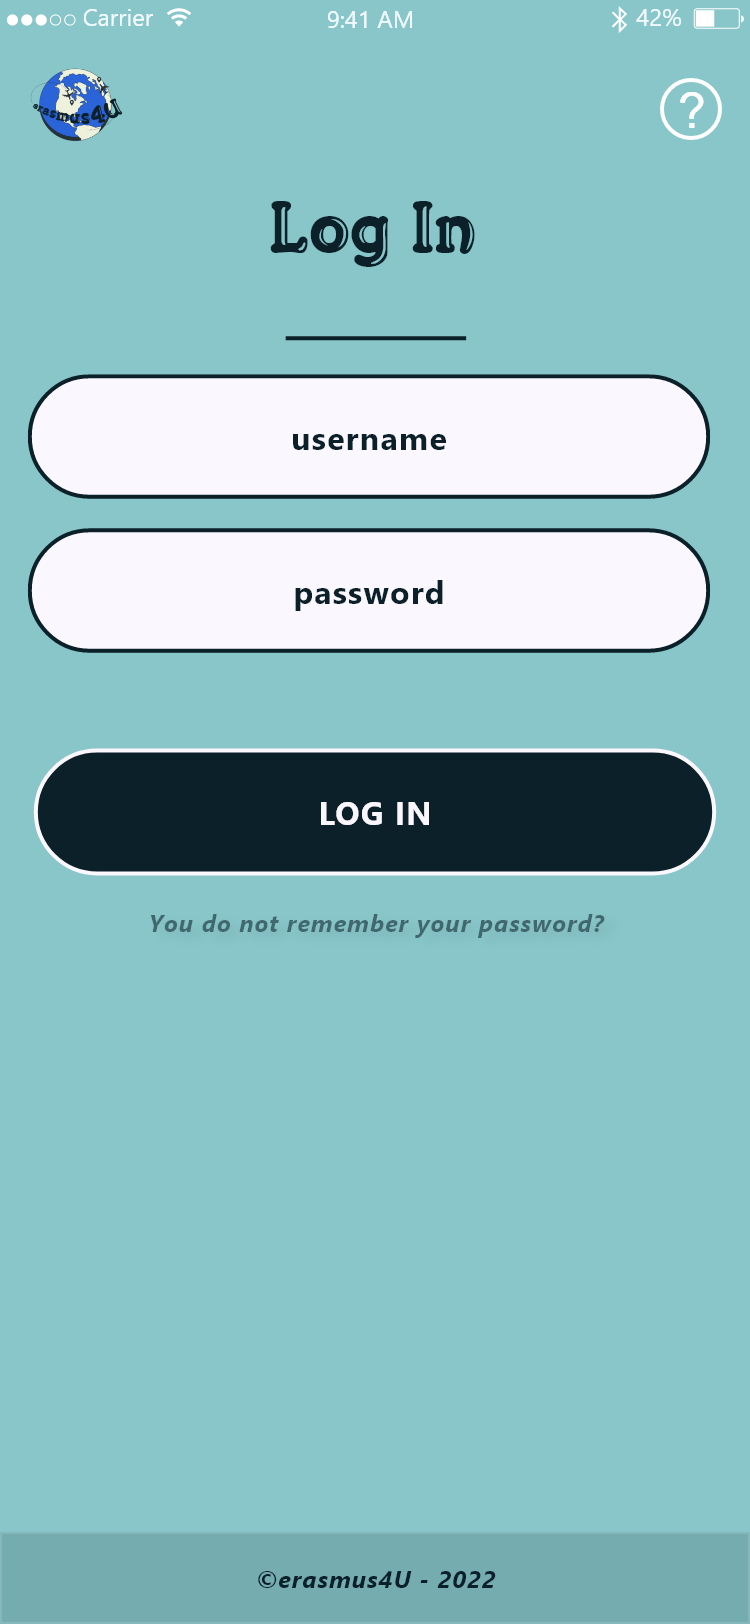 Carrier 9:41 AM 42%
erasmus4U
?
Log In
username
password
LOG IN
You do not remember your password?
©erasmus4U - 2022